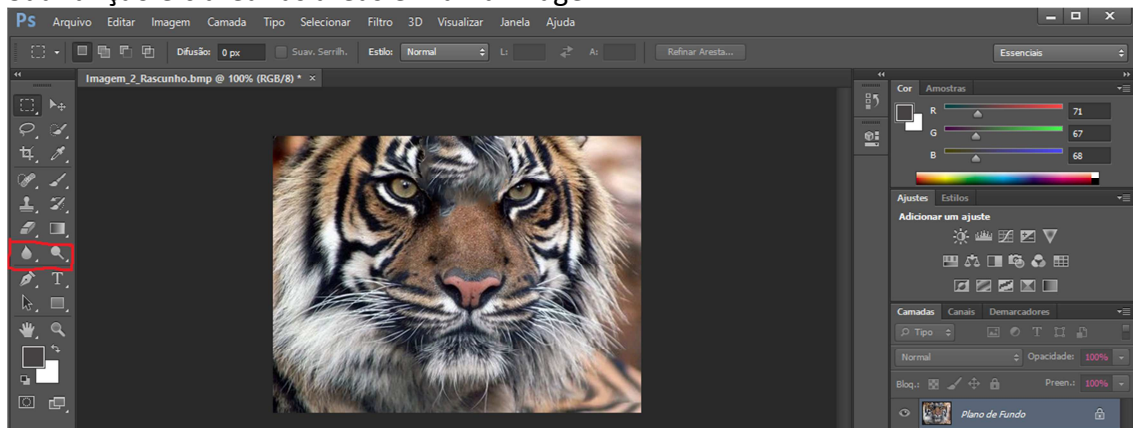 Ps Arquivo Editar Imagem Camada Tipo Selecionar Filtro 3D Visualizar Janela Ajuda
Difusão: 0 px Suav. Serrilh. Estilo: Normal L: A: Refinar Aresta... Essenciais
Imagem_2_Rascunho.bmp @ 100% (RGB/8) * ×
Cor Amostras
R 71
G 67
B 68
Ajustes Estilos
Adicionar um ajuste
Camadas Canais Demarcadores
Tipo
Normal Opacidade: 100%
Bloq.: Preen.: 100%
Plano de Fundo